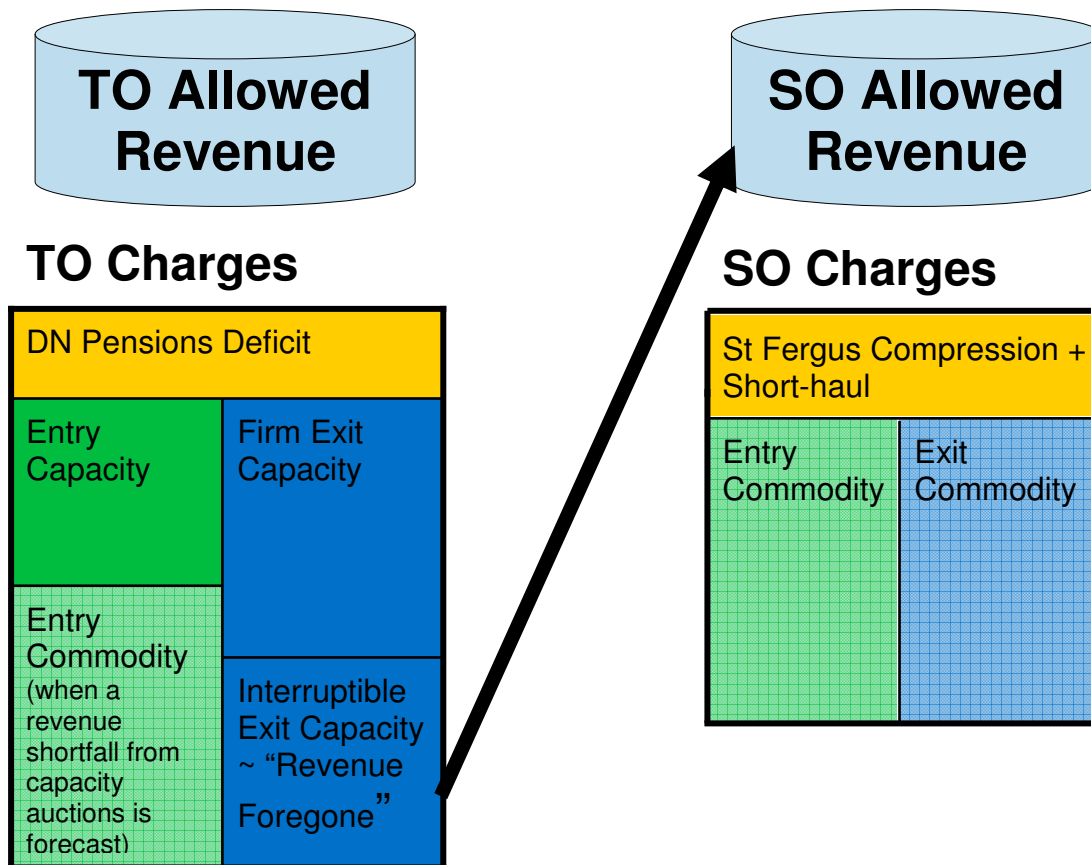 TO Allowed
Revenue
SO Allowed
Revenue
TO Charges
SO Charges
DN Pensions Deficit
Entry
Capacity
Firm Exit
Capacity
Entry
Commodity
(when a
revenue
shortfall from
capacity
auctions is
forecast)
Interruptible
Exit Capacity
~ “Revenue
Foregone”
St Fergus Compression +
Short-haul
Entry
Commodity
Exit
Commodity